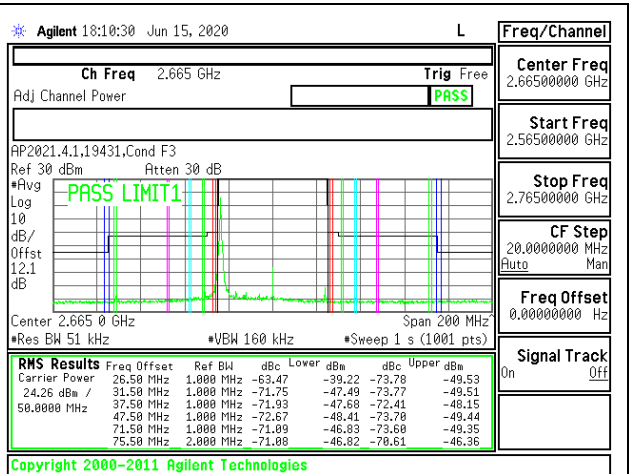 Agilent 18:10:30 Jun 15, 2020 L
Freq/Channel
Ch Freq 2.665 GHz Trig Free
Adj Channel Power PASS
AP2021.4.1,19431,Cond F3
Ref 30 dBm Atten 30 dB
#Avg
Log
10
dB/
Offst
12.1
dB
PASS LIMIT1
Center 2.665 0 GHz Span 200 MHz^
#Res BW 51 kHz #VBW 160 kHz #Sweep 1 s (1001 pts)
RMS Results Freq Offset Ref BW dBc Lower dBm dBc Upper dBm
Carrier Power 26.50 MHz 1.000 MHz -63.47 -39.22 -73.78 -49.53
24.26 dBm / 31.50 MHz 1.000 MHz -71.75 -47.49 -73.77 -49.51
50.0000 MHz 37.50 MHz 1.000 MHz -71.93 -47.68 -72.41 -48.15
47.50 MHz 1.000 MHz -72.67 -48.41 -73.70 -49.44
71.50 MHz 1.000 MHz -71.09 -46.83 -73.60 -49.35
75.50 MHz 2.000 MHz -71.08 -46.82 -70.61 -46.36
Copyright 2000-2011 Agilent Technologies
Center Freq
2.66500000 GHz
Start Freq
2.56500000 GHz
Stop Freq
2.76500000 GHz
CF Step
20.0000000 MHz
Auto Man
Freq Offset
0.00000000 Hz
Signal Track
On Off